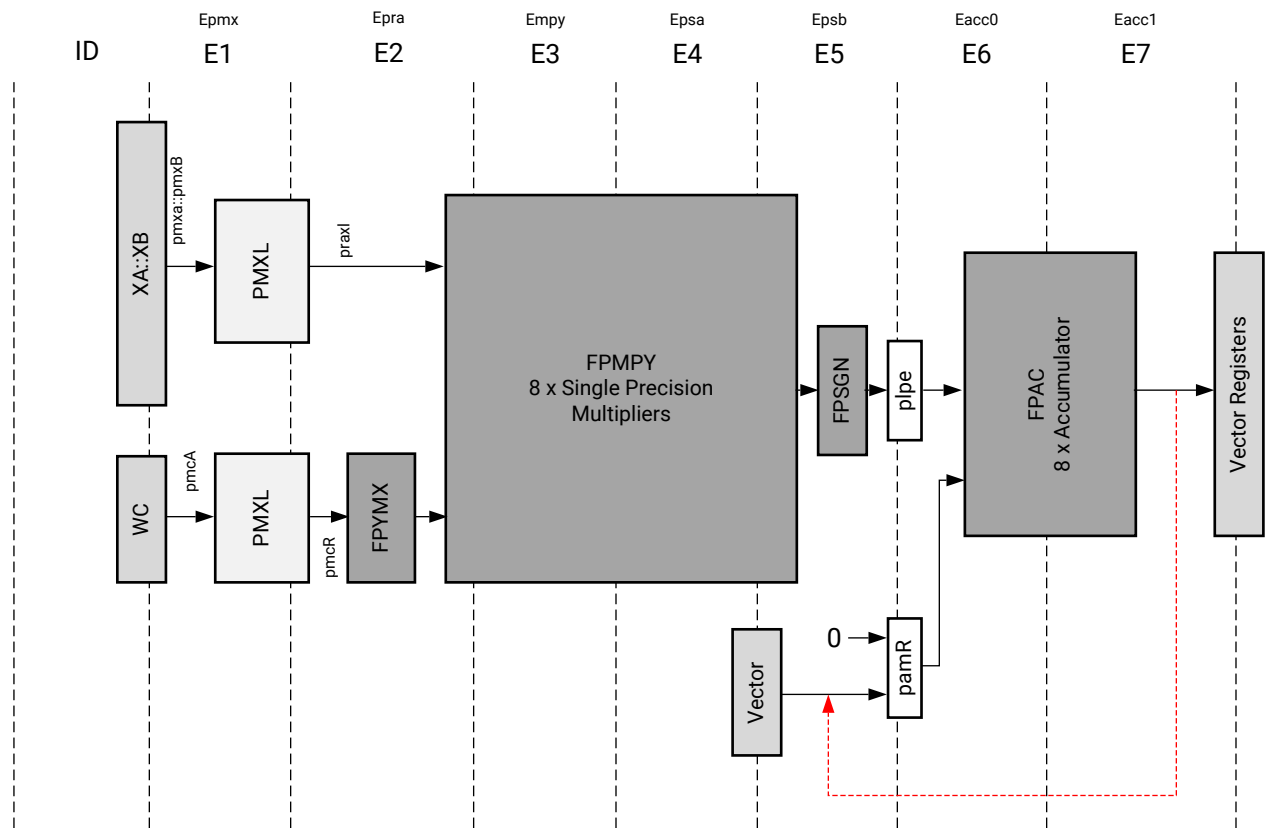 Epmx
Epra
Empy
Epsa
Epsb
Eacc0
Eacc1
ID
E1
E2
E3
E4
E5
E6
E7
XA::XB
pmxa::pmxB
PMXL
praxl
FPMPY
8 x Single Precision
Multipliers
FPSGN
plpe
FPAC
8 x Accumulator
Vector Registers
WC
pmcA
PMXL
pmcR
FPYMX
Vector
0
pamR